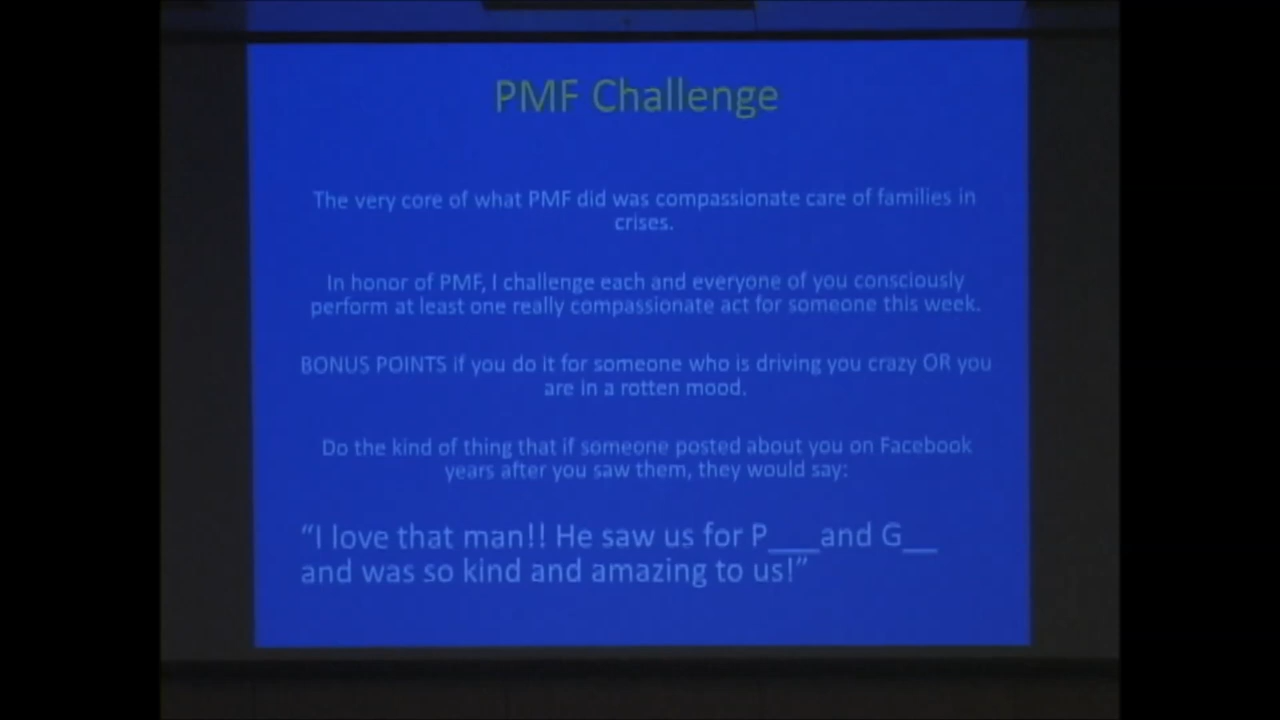 PMF Challenge
The very core of what PMF did was compassionate care of families in
crises.
In honor of PMF, I challenge each and everyone of you consciously
perform at least one really compassionate act for someone this week.
BONUS POINTS if you do it for someone who is driving you crazy OR you
are in a rotten mood.
Do the kind of thing that if someone posted about you on Facebook
years after you saw them, they would say:
“I love that man!! He saw us for P___and G__
and was so kind and amazing to us!”